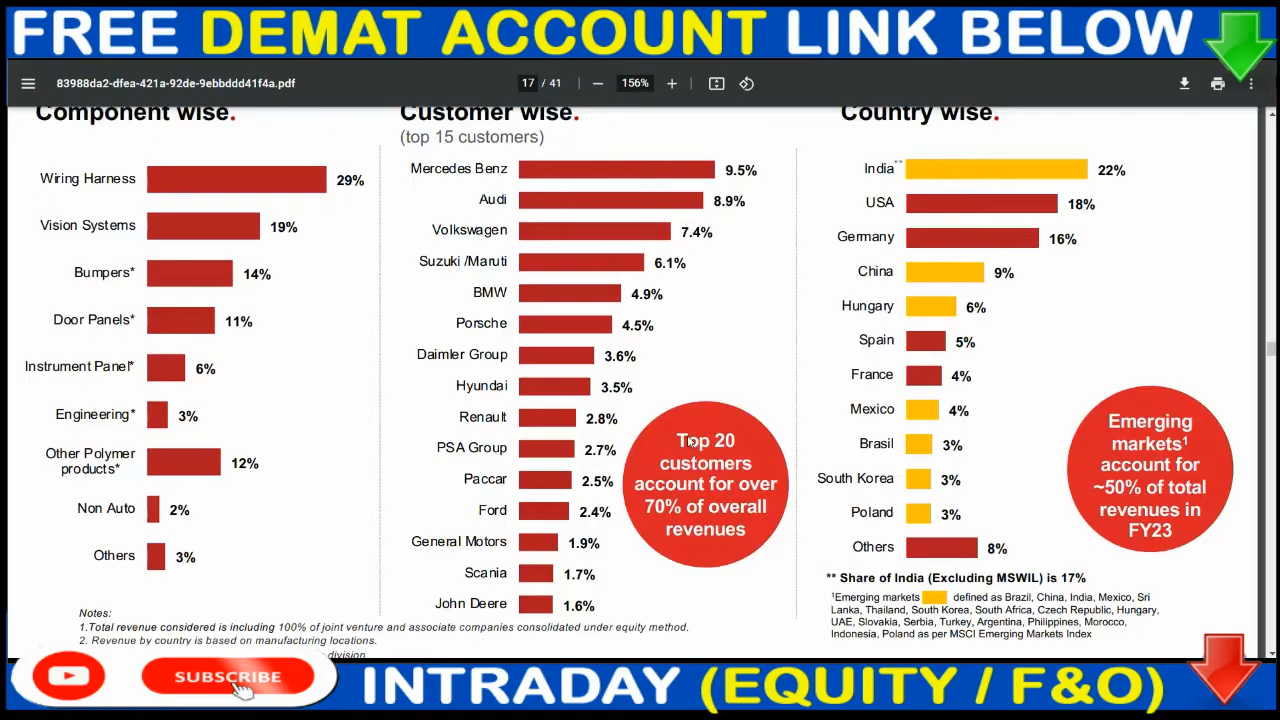 FREE DEMAT ACCOUNT LINK BELOW
83988da2-dfea-421a-92de-9ebbddd41f4a.pdf
17 / 41
156%
Component wise.
Wiring Harness 29%
Vision Systems 19%
Bumpers* 14%
Door Panels* 11%
Instrument Panel* 6%
Engineering* 3%
Other Polymer
products* 12%
Non Auto 2%
Others 3%
Customer wise.
(top 15 customers)
Mercedes Benz 9.5%
Audi 8.9%
Volkswagen 7.4%
Suzuki /Maruti 6.1%
BMW 4.9%
Porsche 4.5%
Daimler Group 3.6%
Hyundai 3.5%
Renault 2.8%
PSA Group 2.7%
Paccar 2.5%
Ford 2.4%
General Motors 1.9%
Scania 1.7%
John Deere 1.6%
Top 20
customers
account for over
70% of overall
revenues
Country wise.
India** 22%
USA 18%
Germany 16%
China 9%
Hungary 6%
Spain 5%
France 4%
Mexico 4%
Brasil 3%
South Korea 3%
Poland 3%
Others 8%
Emerging
markets¹
account for
~50% of total
revenues in
FY23
** Share of India (Excluding MSWIL) is 17%
¹Emerging markets defined as Brazil, China, India, Mexico, Sri
Lanka, Thailand, South Korea, South Africa, Czech Republic, Hungary,
UAE, Slovakia, Serbia, Turkey, Argentina, Philippines, Morocco,
Indonesia, Poland as per MSCI Emerging Markets Index
Notes:
1.Total revenue considered is including 100% of joint venture and associate companies consolidated under equity method.
2. Revenue by country is based on manufacturing locations.
division
SUBSCRIBE
INTRADAY (EQUITY / F&O)